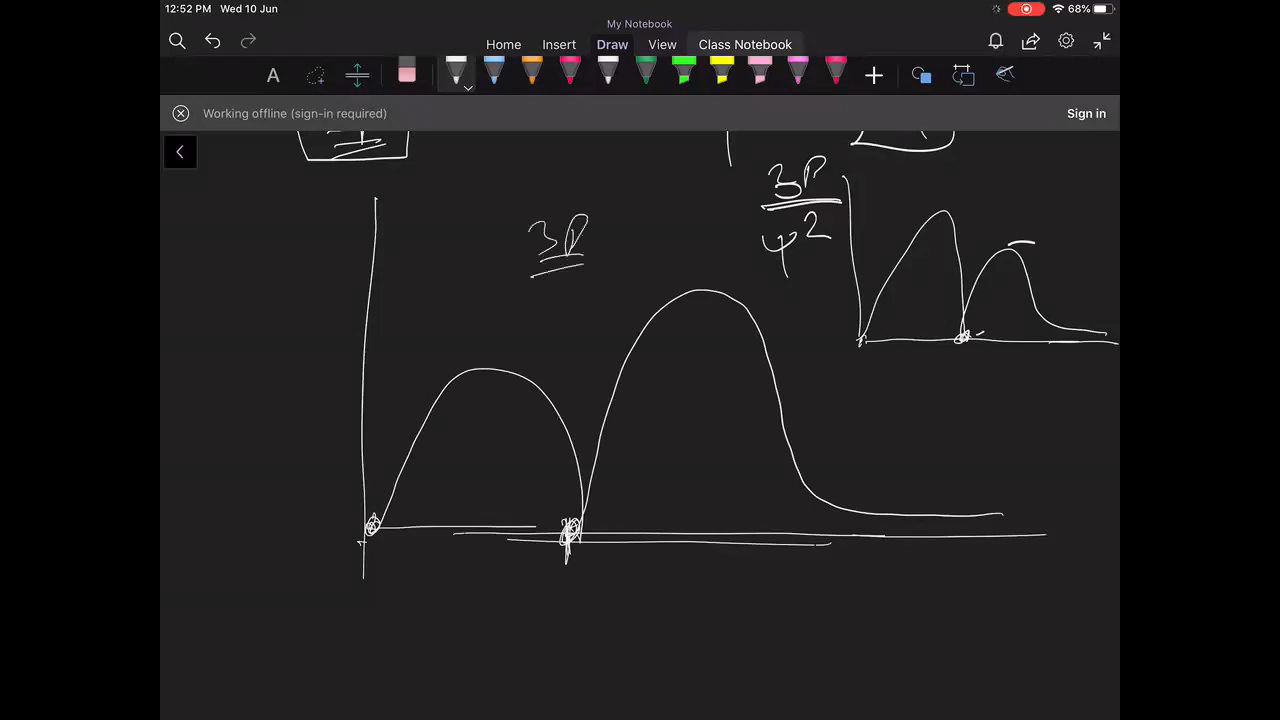 12:52 PM Wed 10 Jun
68%
My Notebook
Home Insert Draw View Class Notebook
A
Working offline (sign-in required)
Sign in
3P
ψ2
3P